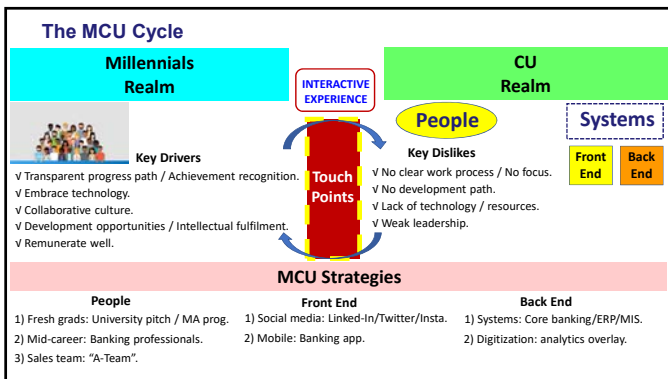 The MCU Cycle
Millennials
Realm
INTERACTIVE
EXPERIENCE
CU
Realm
People
Systems
Front
End
Back
End
Key Drivers
√ Transparent progress path / Achievement recognition.
√ Embrace technology.
√ Collaborative culture.
√ Development opportunities / Intellectual fulfilment.
√ Remunerate well.
Touch
Points
Key Dislikes
√ No clear work process / No focus.
√ No development path.
√ Lack of technology / resources.
√ Weak leadership.
MCU Strategies
People
1) Fresh grads: University pitch / MA prog.
2) Mid-career: Banking professionals.
3) Sales team: “A-Team”.
Front End
1) Social media: Linked-In/Twitter/Insta.
2) Mobile: Banking app.
Back End
1) Systems: Core banking/ERP/MIS.
2) Digitization: analytics overlay.